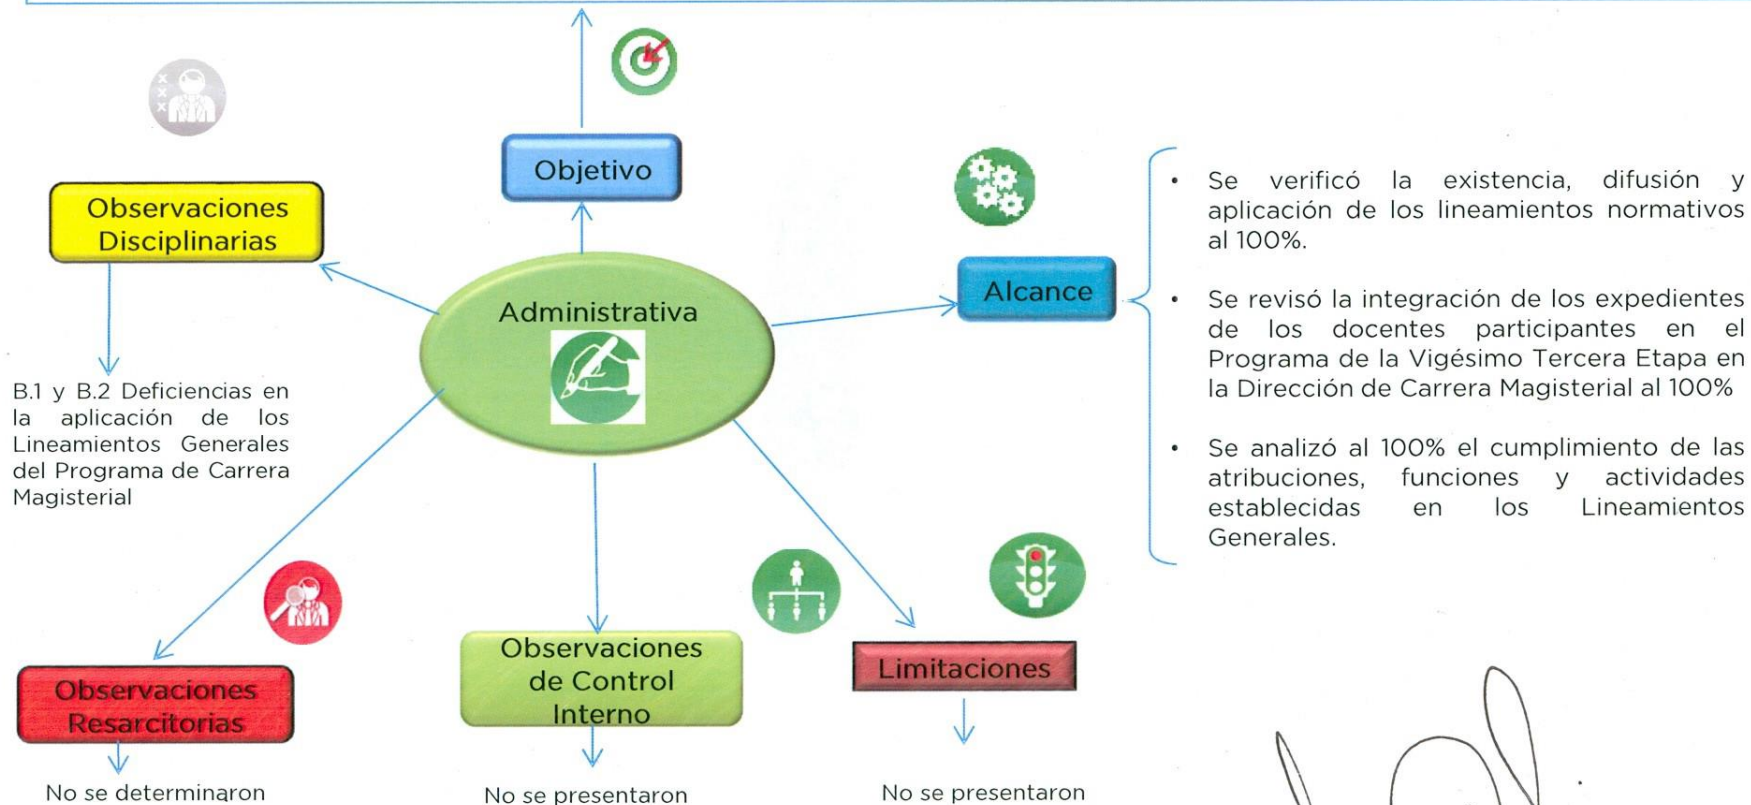 Objetivo
Observaciones
Disciplinarias
x
x
x
B.1 y B.2 Deficiencias en
la aplicación de los
Lineamientos Generales
del Programa de Carrera
Magisterial
Administrativa
Alcance
• Se verificó la existencia, difusión y
aplicación de los lineamientos normativos
al 100%.
• Se revisó la integración de los expedientes
de los docentes participantes en el
Programa de la Vigésimo Tercera Etapa en
la Dirección de Carrera Magisterial al 100%
• Se analizó al 100% el cumplimiento de las
atribuciones, funciones y actividades
establecidas en los Lineamientos
Generales.
Observaciones
Resarcitorias
No se determinaron
Observaciones
de Control
Interno
No se presentaron
Limitaciones
No se presentaron